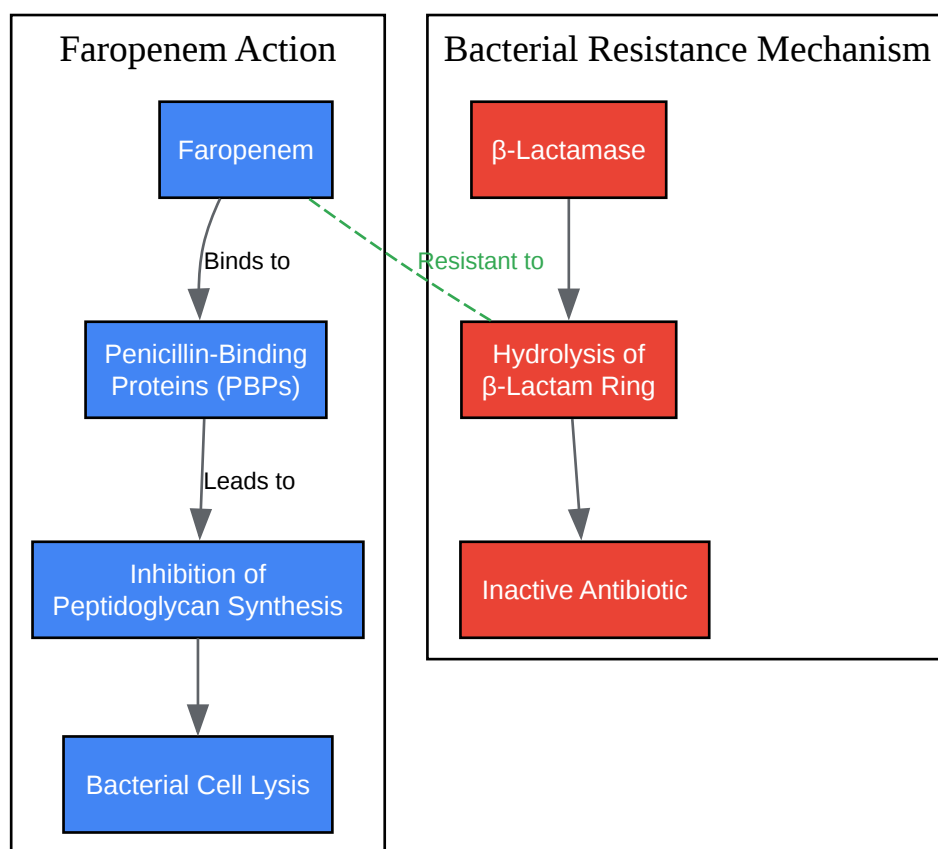 Faropenem Action
Faropenem
Binds to
Penicillin-Binding
Proteins (PBPs)
Leads to
Inhibition of
Peptidoglycan Synthesis
Bacterial Cell Lysis
Bacterial Resistance Mechanism
β-Lactamase
Resistant to
Hydrolysis of
β-Lactam Ring
Inactive Antibiotic